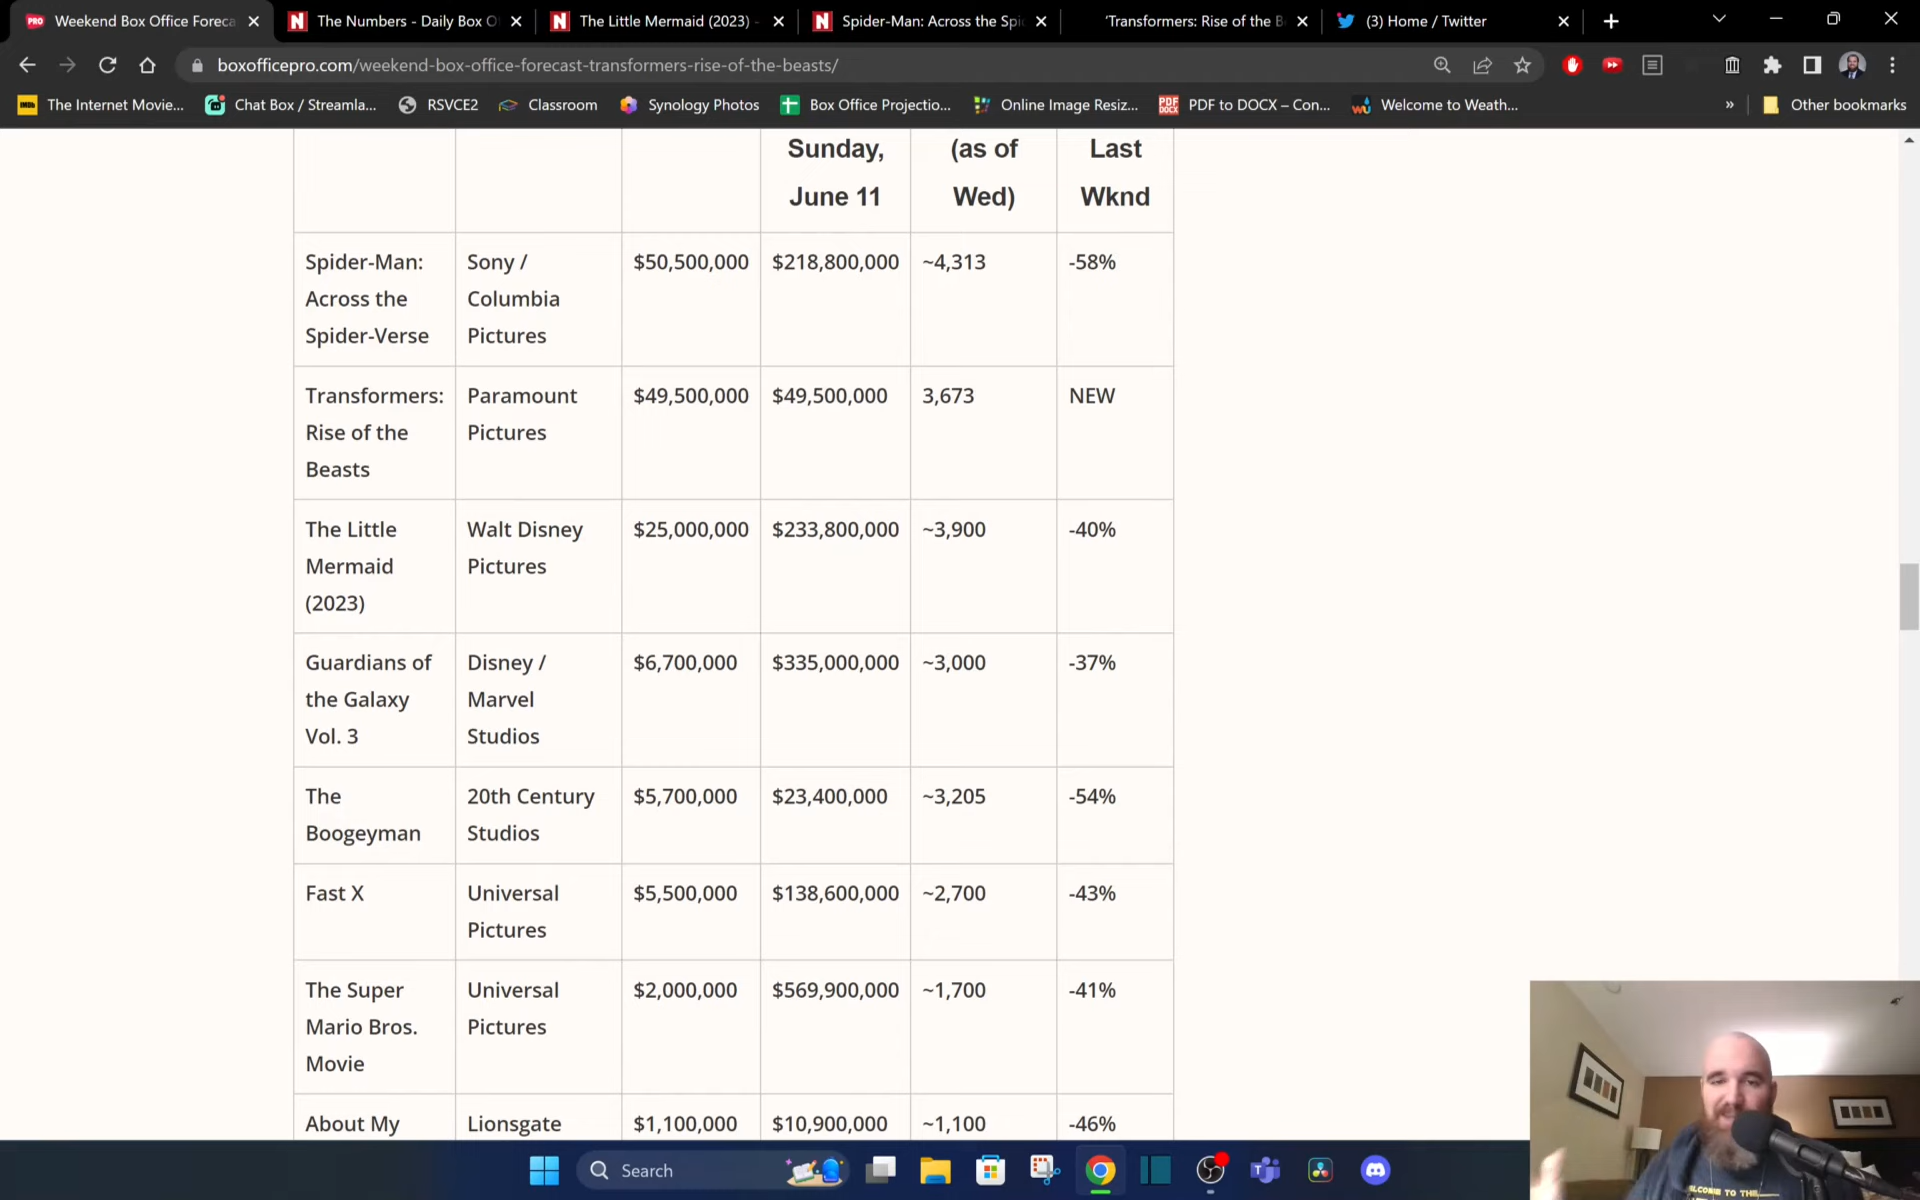 Weekend Box Office Foreca
The Numbers - Daily Box O
The Little Mermaid (2023) -
Spider-Man: Across the Spi
'Transformers: Rise of the B
(3) Home / Twitter
boxofficepro.com/weekend-box-office-forecast-transformers-rise-of-the-beasts/
The Internet Movie...
Chat Box / Streamla...
RSVCE2
Classroom
Synology Photos
Box Office Projectio...
Online Image Resiz...
PDF to DOCX – Con...
Welcome to Weath...
»
Other bookmarks
Sunday,
June 11
(as of
Wed)
Last
Wknd
Spider-Man:
Across the
Spider-Verse
Sony /
Columbia
Pictures
$50,500,000
$218,800,000
~4,313
-58%
Transformers:
Rise of the
Beasts
Paramount
Pictures
$49,500,000
$49,500,000
3,673
NEW
The Little
Mermaid
(2023)
Walt Disney
Pictures
$25,000,000
$233,800,000
~3,900
-40%
Guardians of
the Galaxy
Vol. 3
Disney /
Marvel
Studios
$6,700,000
$335,000,000
~3,000
-37%
The
Boogeyman
20th Century
Studios
$5,700,000
$23,400,000
~3,205
-54%
Fast X
Universal
Pictures
$5,500,000
$138,600,000
~2,700
-43%
The Super
Mario Bros.
Movie
Universal
Pictures
$2,000,000
$569,900,000
~1,700
-41%
About My
Lionsgate
$1,100,000
$10,900,000
~1,100
-46%
Search